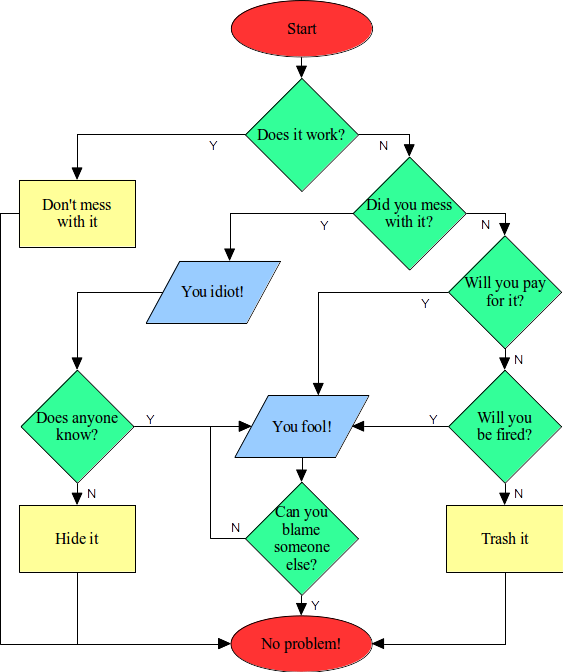 Start
Does it work?
Y
N
Don't mess
with it
Did you mess
with it?
Y
N
You idiot!
Will you pay
for it?
Y
N
Does anyone
know?
Y
N
You fool!
Will you
be fired?
Y
N
Hide it
Can you
blame
someone
else?
N
Y
Trash it
No problem!